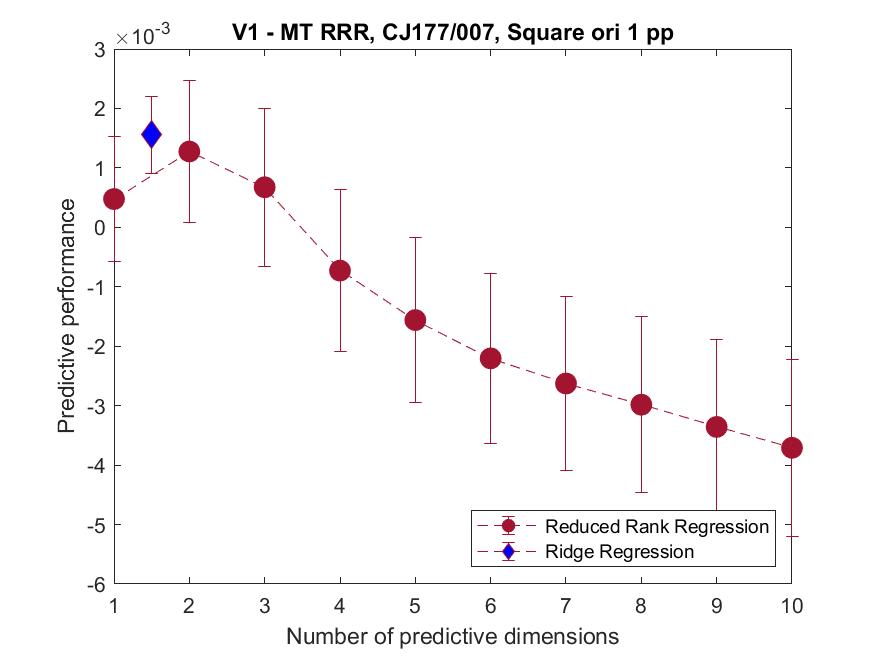 ×10-3
V1 - MT RRR, CJ177/007, Square ori 1 pp
3
2
1
0
-1
-2
-3
-4
-5
-6
Predictive performance
1 2 3 4 5 6 7 8 9 10
Number of predictive dimensions
Reduced Rank Regression
Ridge Regression